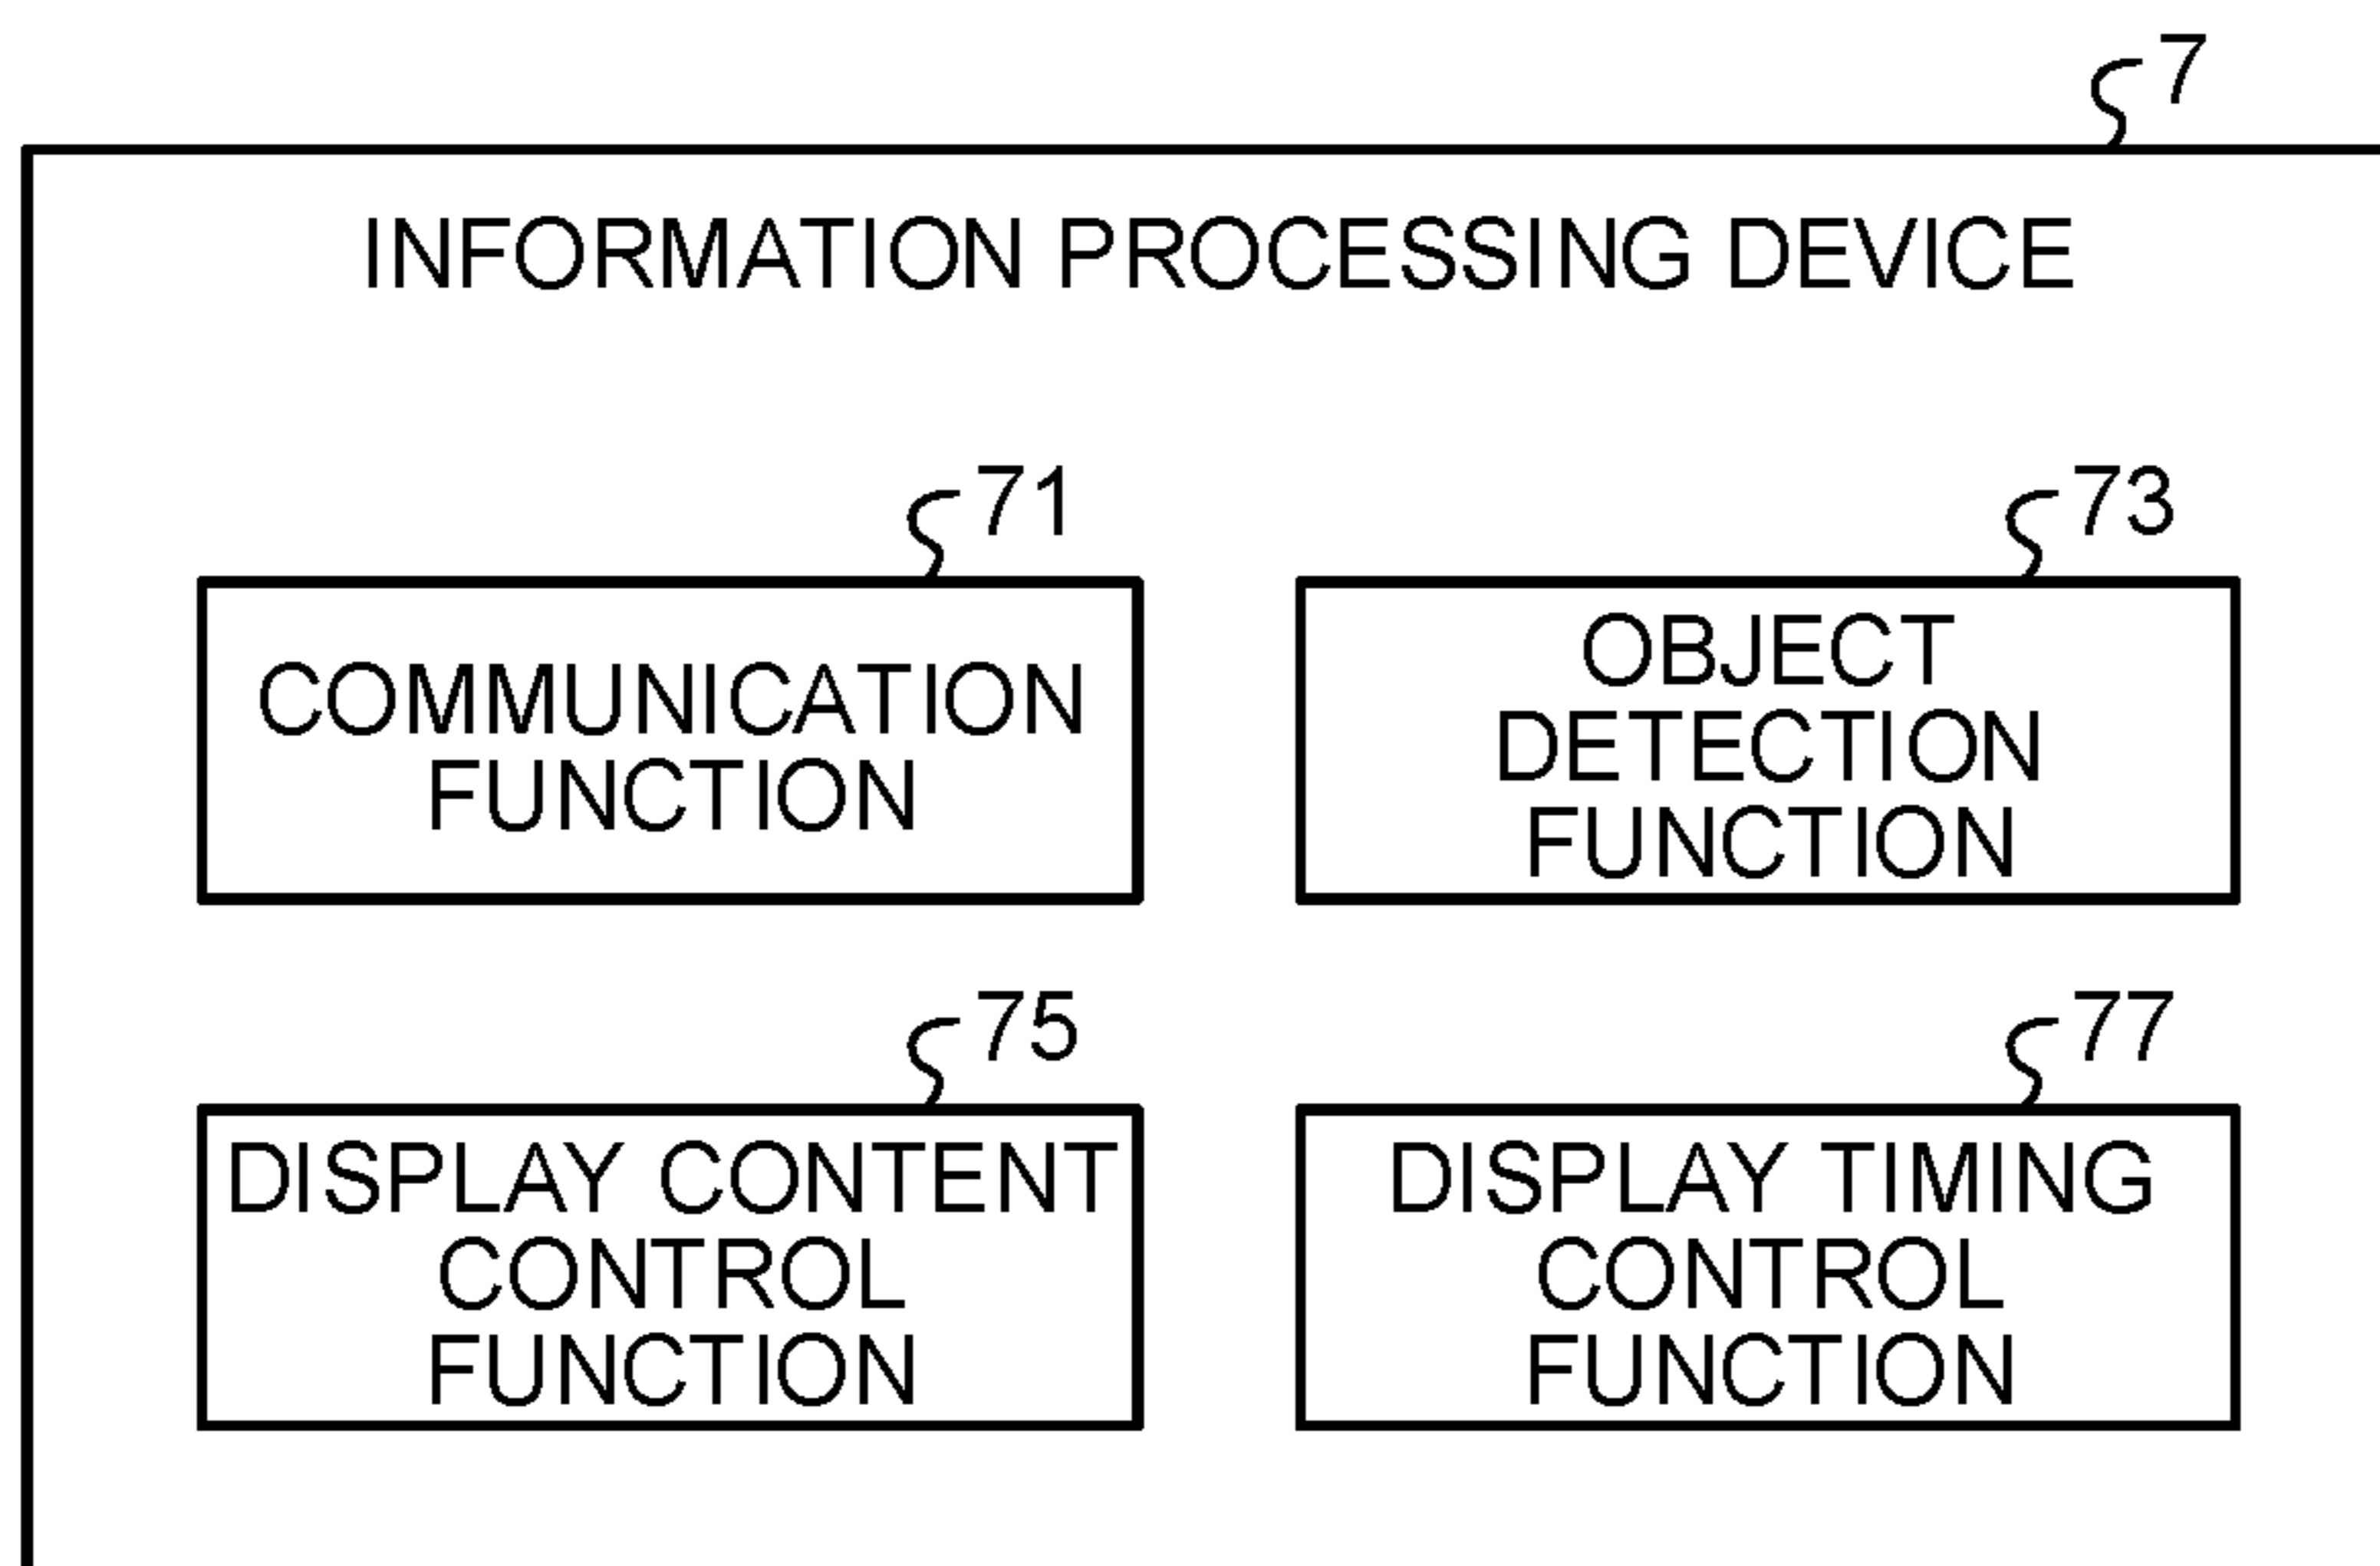 7
INFORMATION PROCESSING DEVICE
71
COMMUNICATION
FUNCTION
73
OBJECT
DETECTION
FUNCTION
75
DISPLAY CONTENT
CONTROL
FUNCTION
77
DISPLAY TIMING
CONTROL
FUNCTION